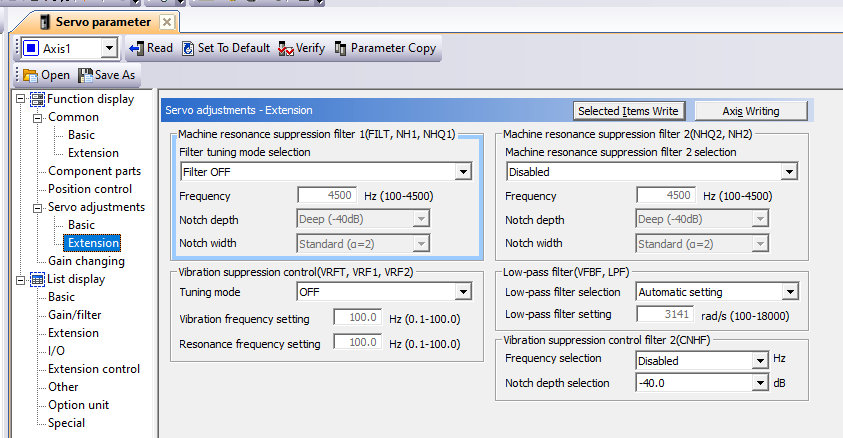 Servo parameter
Axis1 Read Set To Default Verify Parameter Copy
Open Save As
Function display
Common
Basic
Extension
Component parts
Position control
Servo adjustments
Basic
Extension
Gain changing
List display
Basic
Gain/filter
Extension
I/O
Extension control
Other
Option unit
Special
Servo adjustments - Extension Selected Items Write Axis Writing
Machine resonance suppression filter 1(FILT, NH1, NHQ1)
Filter tuning mode selection
Filter OFF
Frequency 4500 Hz (100-4500)
Notch depth Deep (-40dB)
Notch width Standard (α=2)
Vibration suppression control(VRFT, VRF1, VRF2)
Tuning mode OFF
Vibration frequency setting 100.0 Hz (0.1-100.0)
Resonance frequency setting 100.0 Hz (0.1-100.0)
Machine resonance suppression filter 2(NHQ2, NH2)
Machine resonance suppression filter 2 selection
Disabled
Frequency 4500 Hz (100-4500)
Notch depth Deep (-40dB)
Notch width Standard (α=2)
Low-pass filter(VFBF, LPF)
Low-pass filter selection Automatic setting
Low-pass filter setting 3141 rad/s (100-18000)
Vibration suppression control filter 2(CNHF)
Frequency selection Disabled Hz
Notch depth selection -40.0 dB